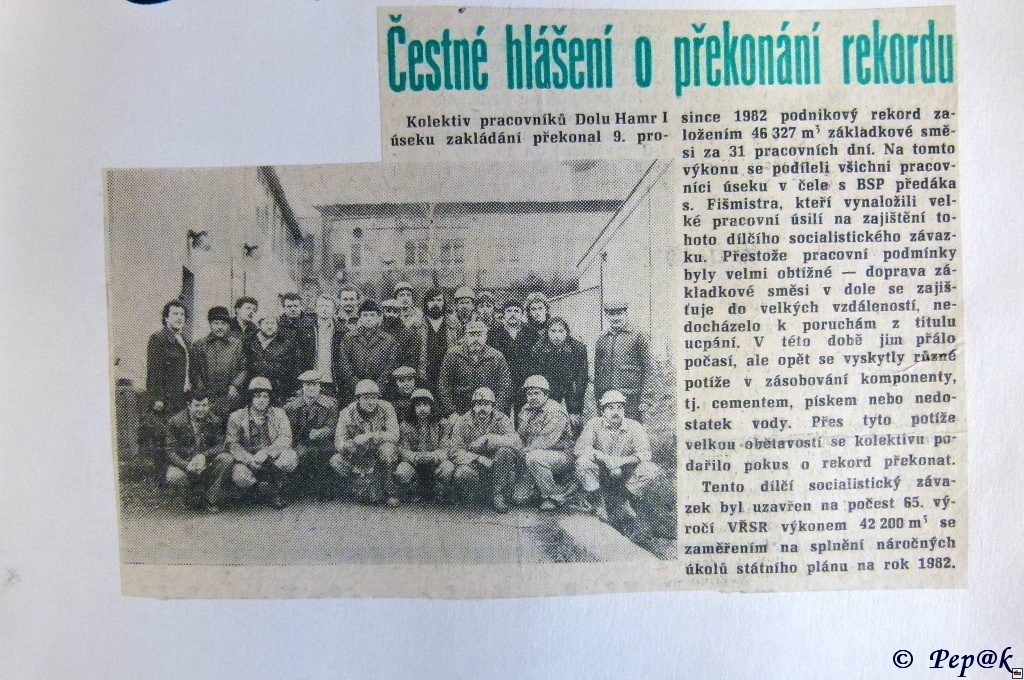 Čestné hlášení o překonání rekordu
Kolektiv pracovníků Dolu Hamr I
úseku zakládání překonal 9. pro-
since 1982 podnikový rekord za-
ložením 46 327 m³ základkové smě-
si za 31 pracovních dní. Na tomto
výkonu se podíleli všichni pracov-
níci úseku v čele s BSP předáka
s. Fišmistra, kteří vynaložili vel-
ké pracovní úsilí na zajištění to-
hoto dílčího socialistického závaz-
ku. Přestože pracovní podmínky
byly velmi obtížné — doprava zá-
kladkové směsi v dole se zajiš-
ťuje do velkých vzdáleností, ne-
docházelo k poruchám z titulu
ucpání. V této době jim přálo
počasí, ale opět se vyskytly různé
potíže v zásobování komponenty,
tj. cementem, pískem nebo nedo-
statek vody. Přes tyto potíže
velkou obětavostí se kolektivu po-
dařilo pokus o rekord překonat.
Tento dílčí socialistický záva-
zek byl uzavřen na počest 65. vý-
ročí VŘSR výkonem 42 200 m³ se
zaměřením na splnění náročných
úkolů státního plánu na rok 1982.
© Pep@k